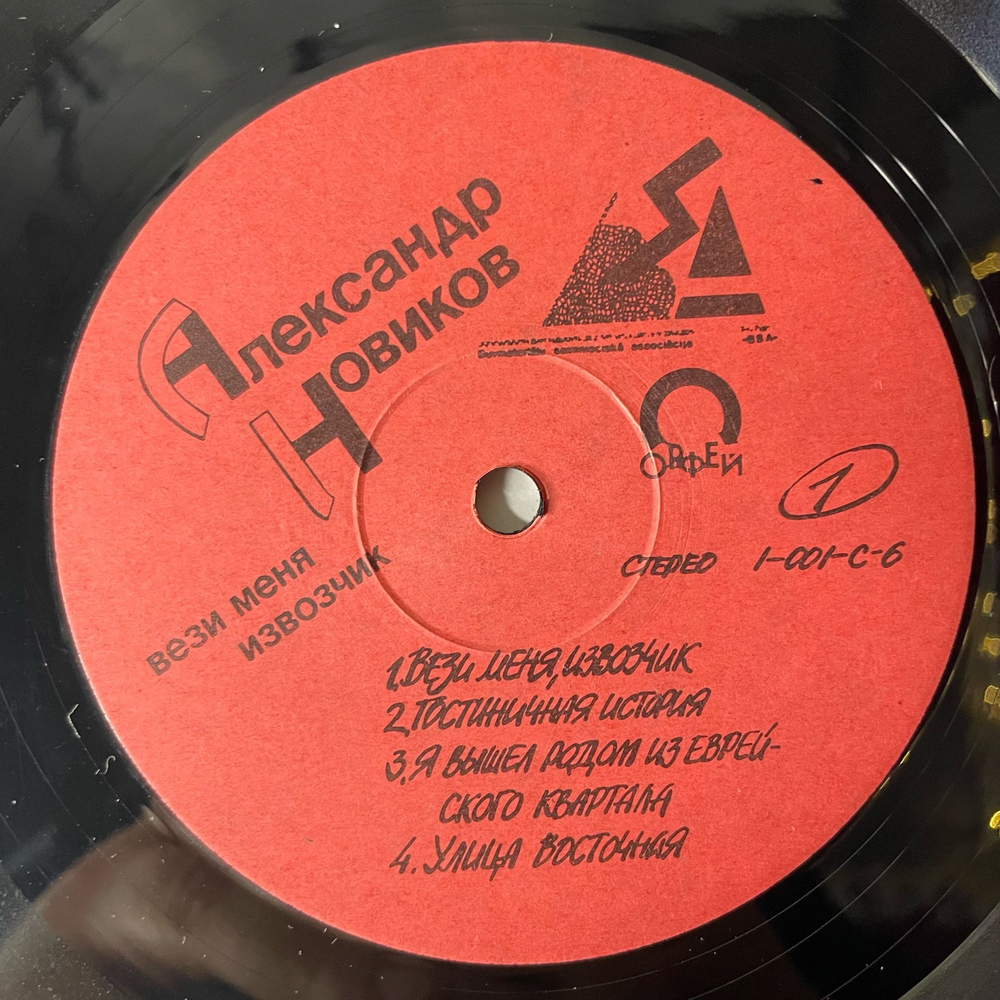 Александр
Новиков
вези меня
извозчик
ОРФЕЙ
1
СТЕРЕО 1-001-С-6
1. ВЕЗИ МЕНЯ, ИЗВОЗЧИК
2. ГОСТИНИЧНАЯ ИСТОРИЯ
3. Я ВЫШЕЛ РОДОМ ИЗ ЕВРЕЙ-
СКОГО КВАРТАЛА
4. УЛИЦА ВОСТОЧНАЯ